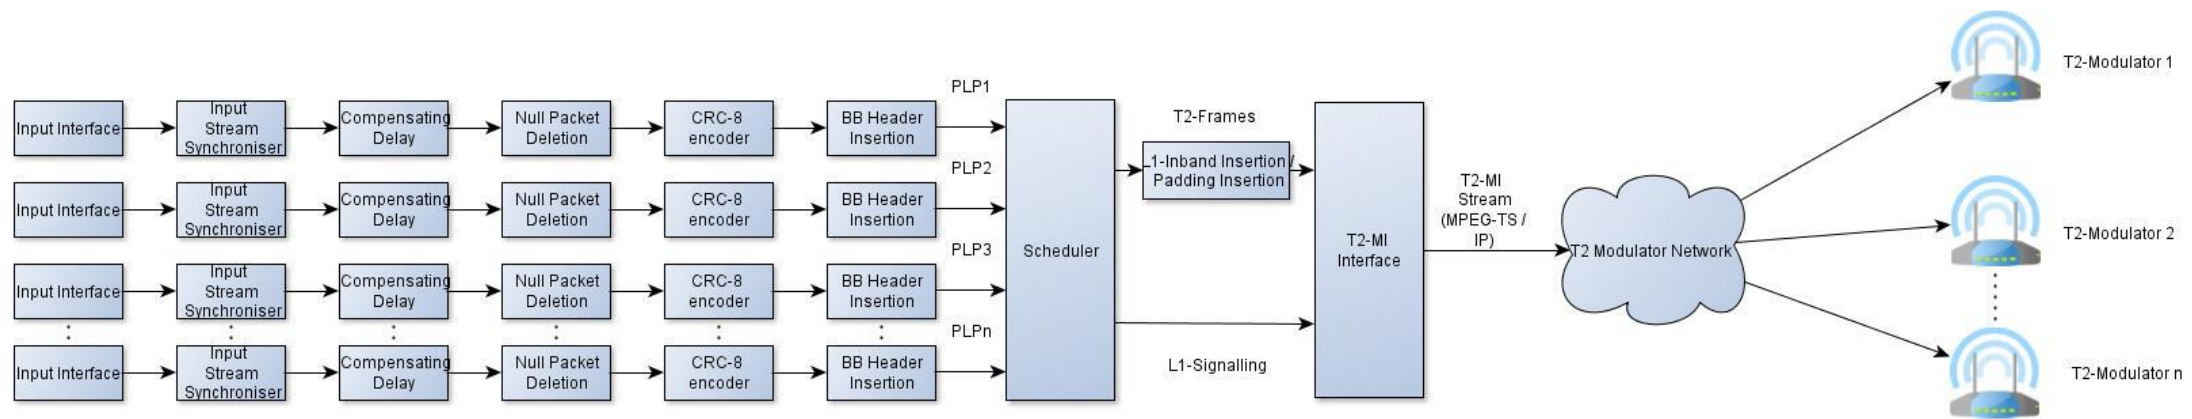 PLP1
Input Interface
Input
Stream
Synchroniser
Compensating
Delay
Null Packet
Deletion
CRC-8
encoder
BB Header
Insertion
PLP2
Input Interface
Input
Stream
Synchroniser
Compensating
Delay
Null Packet
Deletion
CRC-8
encoder
BB Header
Insertion
PLP3
Input Interface
Input
Stream
Synchroniser
Compensating
Delay
Null Packet
Deletion
CRC-8
encoder
BB Header
Insertion
PLPn
Input Interface
Input
Stream
Synchroniser
Compensating
Delay
Null Packet
Deletion
CRC-8
encoder
BB Header
Insertion
Scheduler
T2-Frames
L1-Inband Insertion /
Padding Insertion
L1-Signalling
T2-MI
Interface
T2-MI
Stream
(MPEG-TS /
IP)
T2 Modulator Network
T2-Modulator 1
T2-Modulator 2
T2-Modulator n